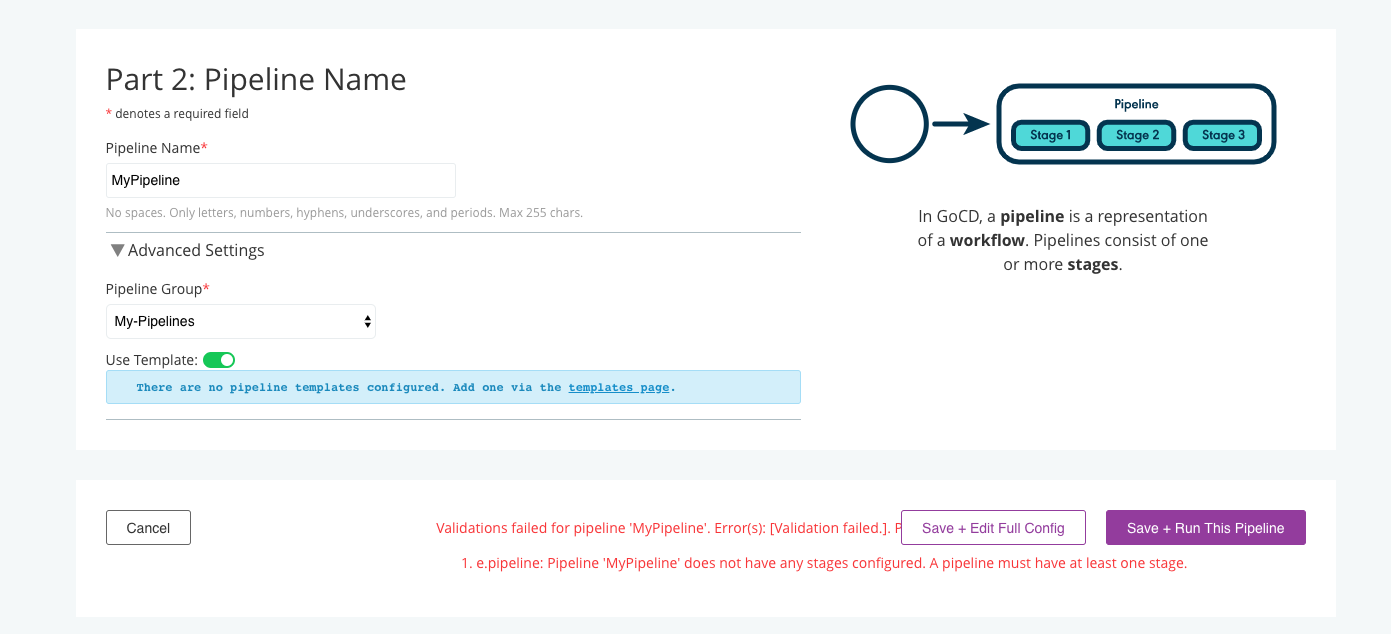 Part 2: Pipeline Name
* denotes a required field
Pipeline Name*
MyPipeline
No spaces. Only letters, numbers, hyphens, underscores, and periods. Max 255 chars.
Advanced Settings
Pipeline Group*
My-Pipelines
Use Template:
There are no pipeline templates configured. Add one via the templates page.
Pipeline
Stage 1 Stage 2 Stage 3
In GoCD, a pipeline is a representation
of a workflow. Pipelines consist of one
or more stages.
Cancel
Validations failed for pipeline 'MyPipeline'. Error(s): [Validation failed.]. P
Save + Edit Full Config
Save + Run This Pipeline
1. e.pipeline: Pipeline 'MyPipeline' does not have any stages configured. A pipeline must have at least one stage.